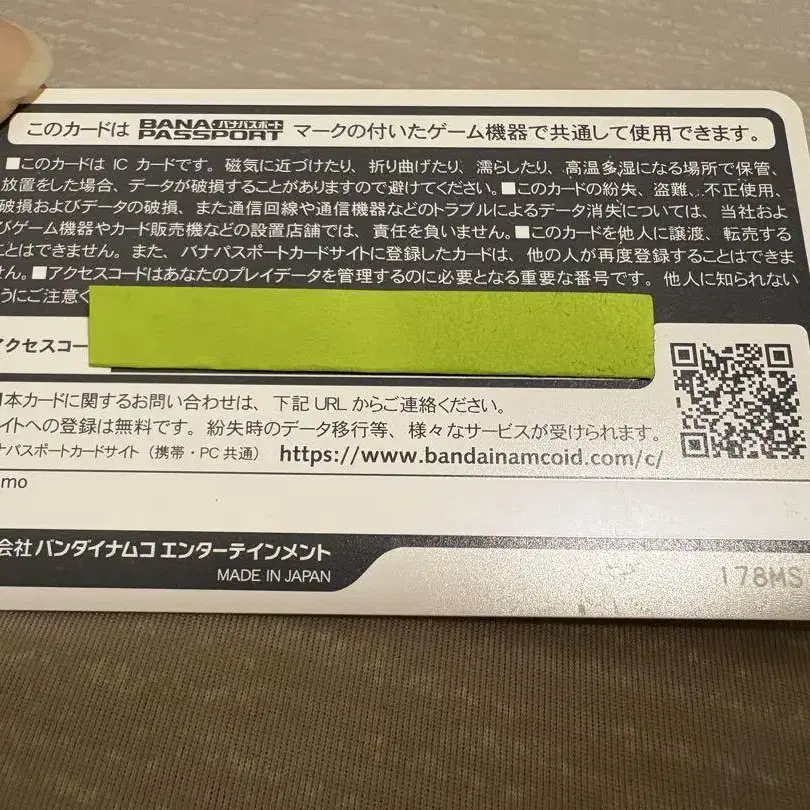 このカードは BANA PASSPORT バナパスポート マークの付いたゲーム機器で共通して使用できます。
■このカードは IC カードです。磁気に近づけたり、折り曲げたり、濡らしたり、高温多湿になる場所で保管、
放置をした場合、データが破損することがありますので避けてください。■このカードの紛失、盗難、不正使用、
破損およびデータの破損、また通信回線や通信機器などのトラブルによるデータ消失については、当社およ
びゲーム機器やカード販売機などの設置店舗では、責任を負いません。■このカードを他人に譲渡、転売する
ことはできません。また、バナパスポートカードサイトに登録したカードは、他の人が再度登録することはできま
せん。■アクセスコードはあなたのプレイデータを管理するのに必要となる重要な番号です。他人に知られない
うにご注意く
アクセスコー
本カードに関するお問い合わせは、下記 URL からご連絡ください。
イトへの登録は無料です。紛失時のデータ移行等、様々なサービスが受けられます。
ナパスポートカードサイト（携帯・PC 共通） https://www.bandainamcoid.com/c/
mo
会社 バンダイナムコ エンターテインメント
MADE IN JAPAN
178MS